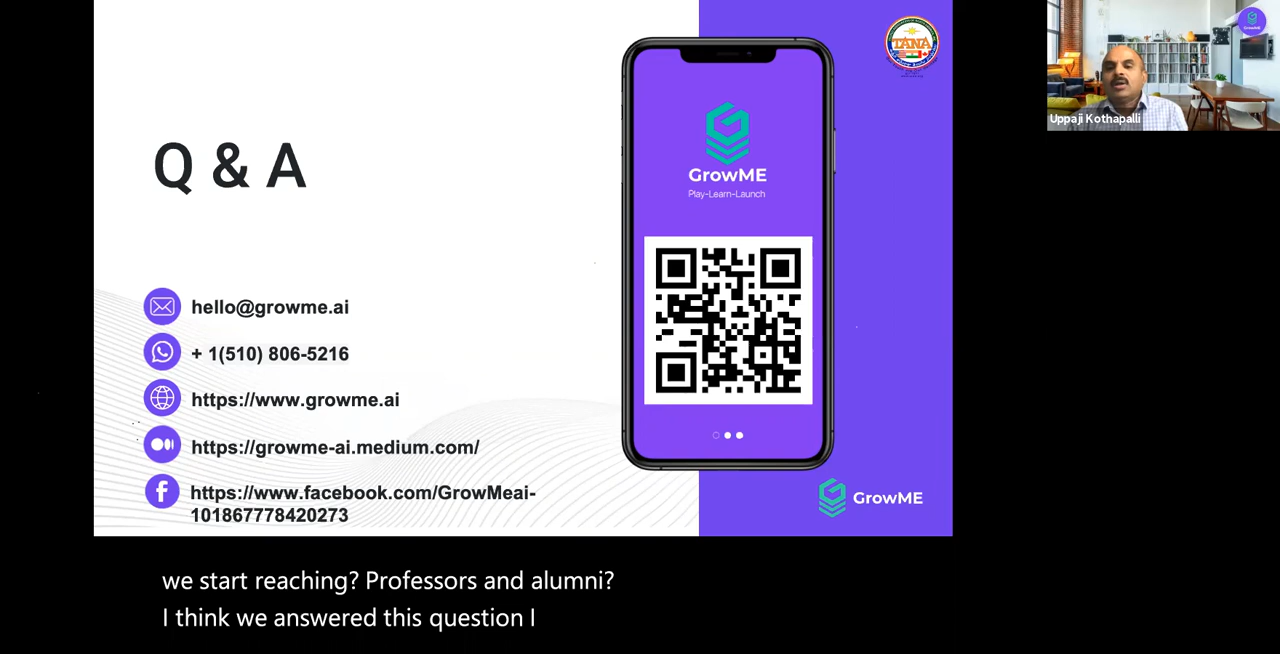 Q & A
hello@growme.ai
+ 1(510) 806-5216
https://www.growme.ai
https://growme-ai.medium.com/
https://www.facebook.com/GrowMeai-
101867778420273
TANA
GrowME
Play-Learn-Launch
GrowME
Uppaji Kothapalli
we start reaching? Professors and alumni?
I think we answered this question I